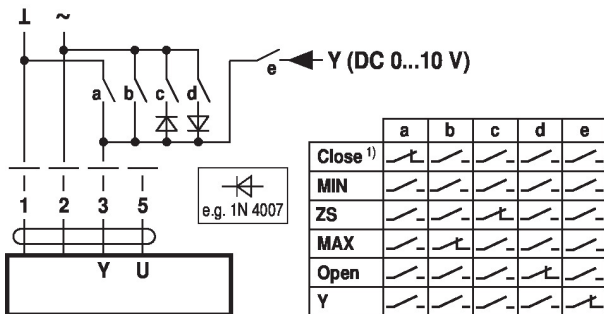 ⊥ ~
e Y (DC 0...10 V)
a b c d
1 2 3 5
e.g. 1N 4007
Y U
a b c d e
Close 1)
MIN
ZS
MAX
Open
Y